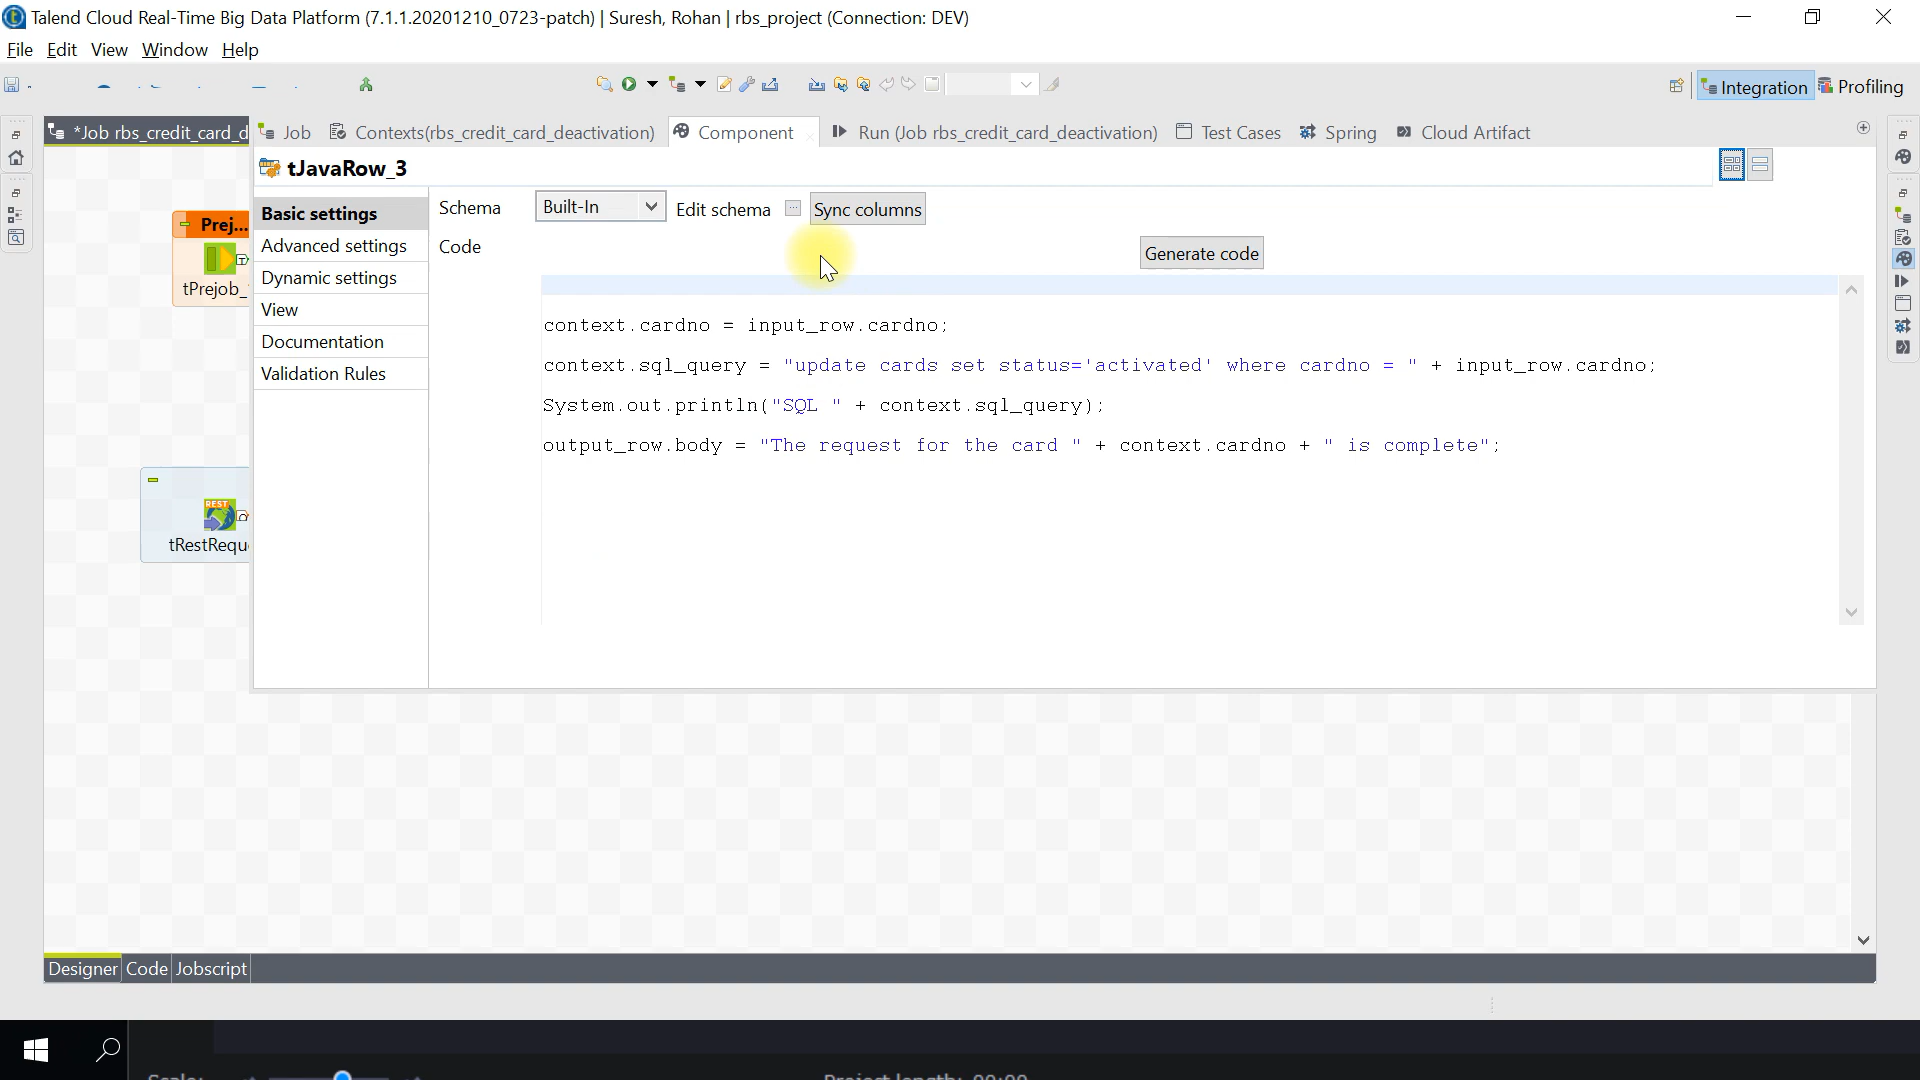 Talend Cloud Real-Time Big Data Platform (7.1.1.20201210_0723-patch) | Suresh, Rohan | rbs_project (Connection: DEV)
File Edit View Window Help
Integration Profiling
*Job rbs_credit_card_d Job Contexts(rbs_credit_card_deactivation) Component Run (Job rbs_credit_card_deactivation) Test Cases Spring Cloud Artifact
tJavaRow_3
Basic settings
Advanced settings
Dynamic settings
View
Documentation
Validation Rules
Schema Built-In Edit schema Sync columns
Code Generate code
context.cardno = input_row.cardno;
context.sql_query = "update cards set status='activated' where cardno = " + input_row.cardno;
System.out.println("SQL " + context.sql_query);
output_row.body = "The request for the card " + context.cardno + " is complete";
Prej...
tPrejob_
REST
tRestRequ
Designer Code Jobscript